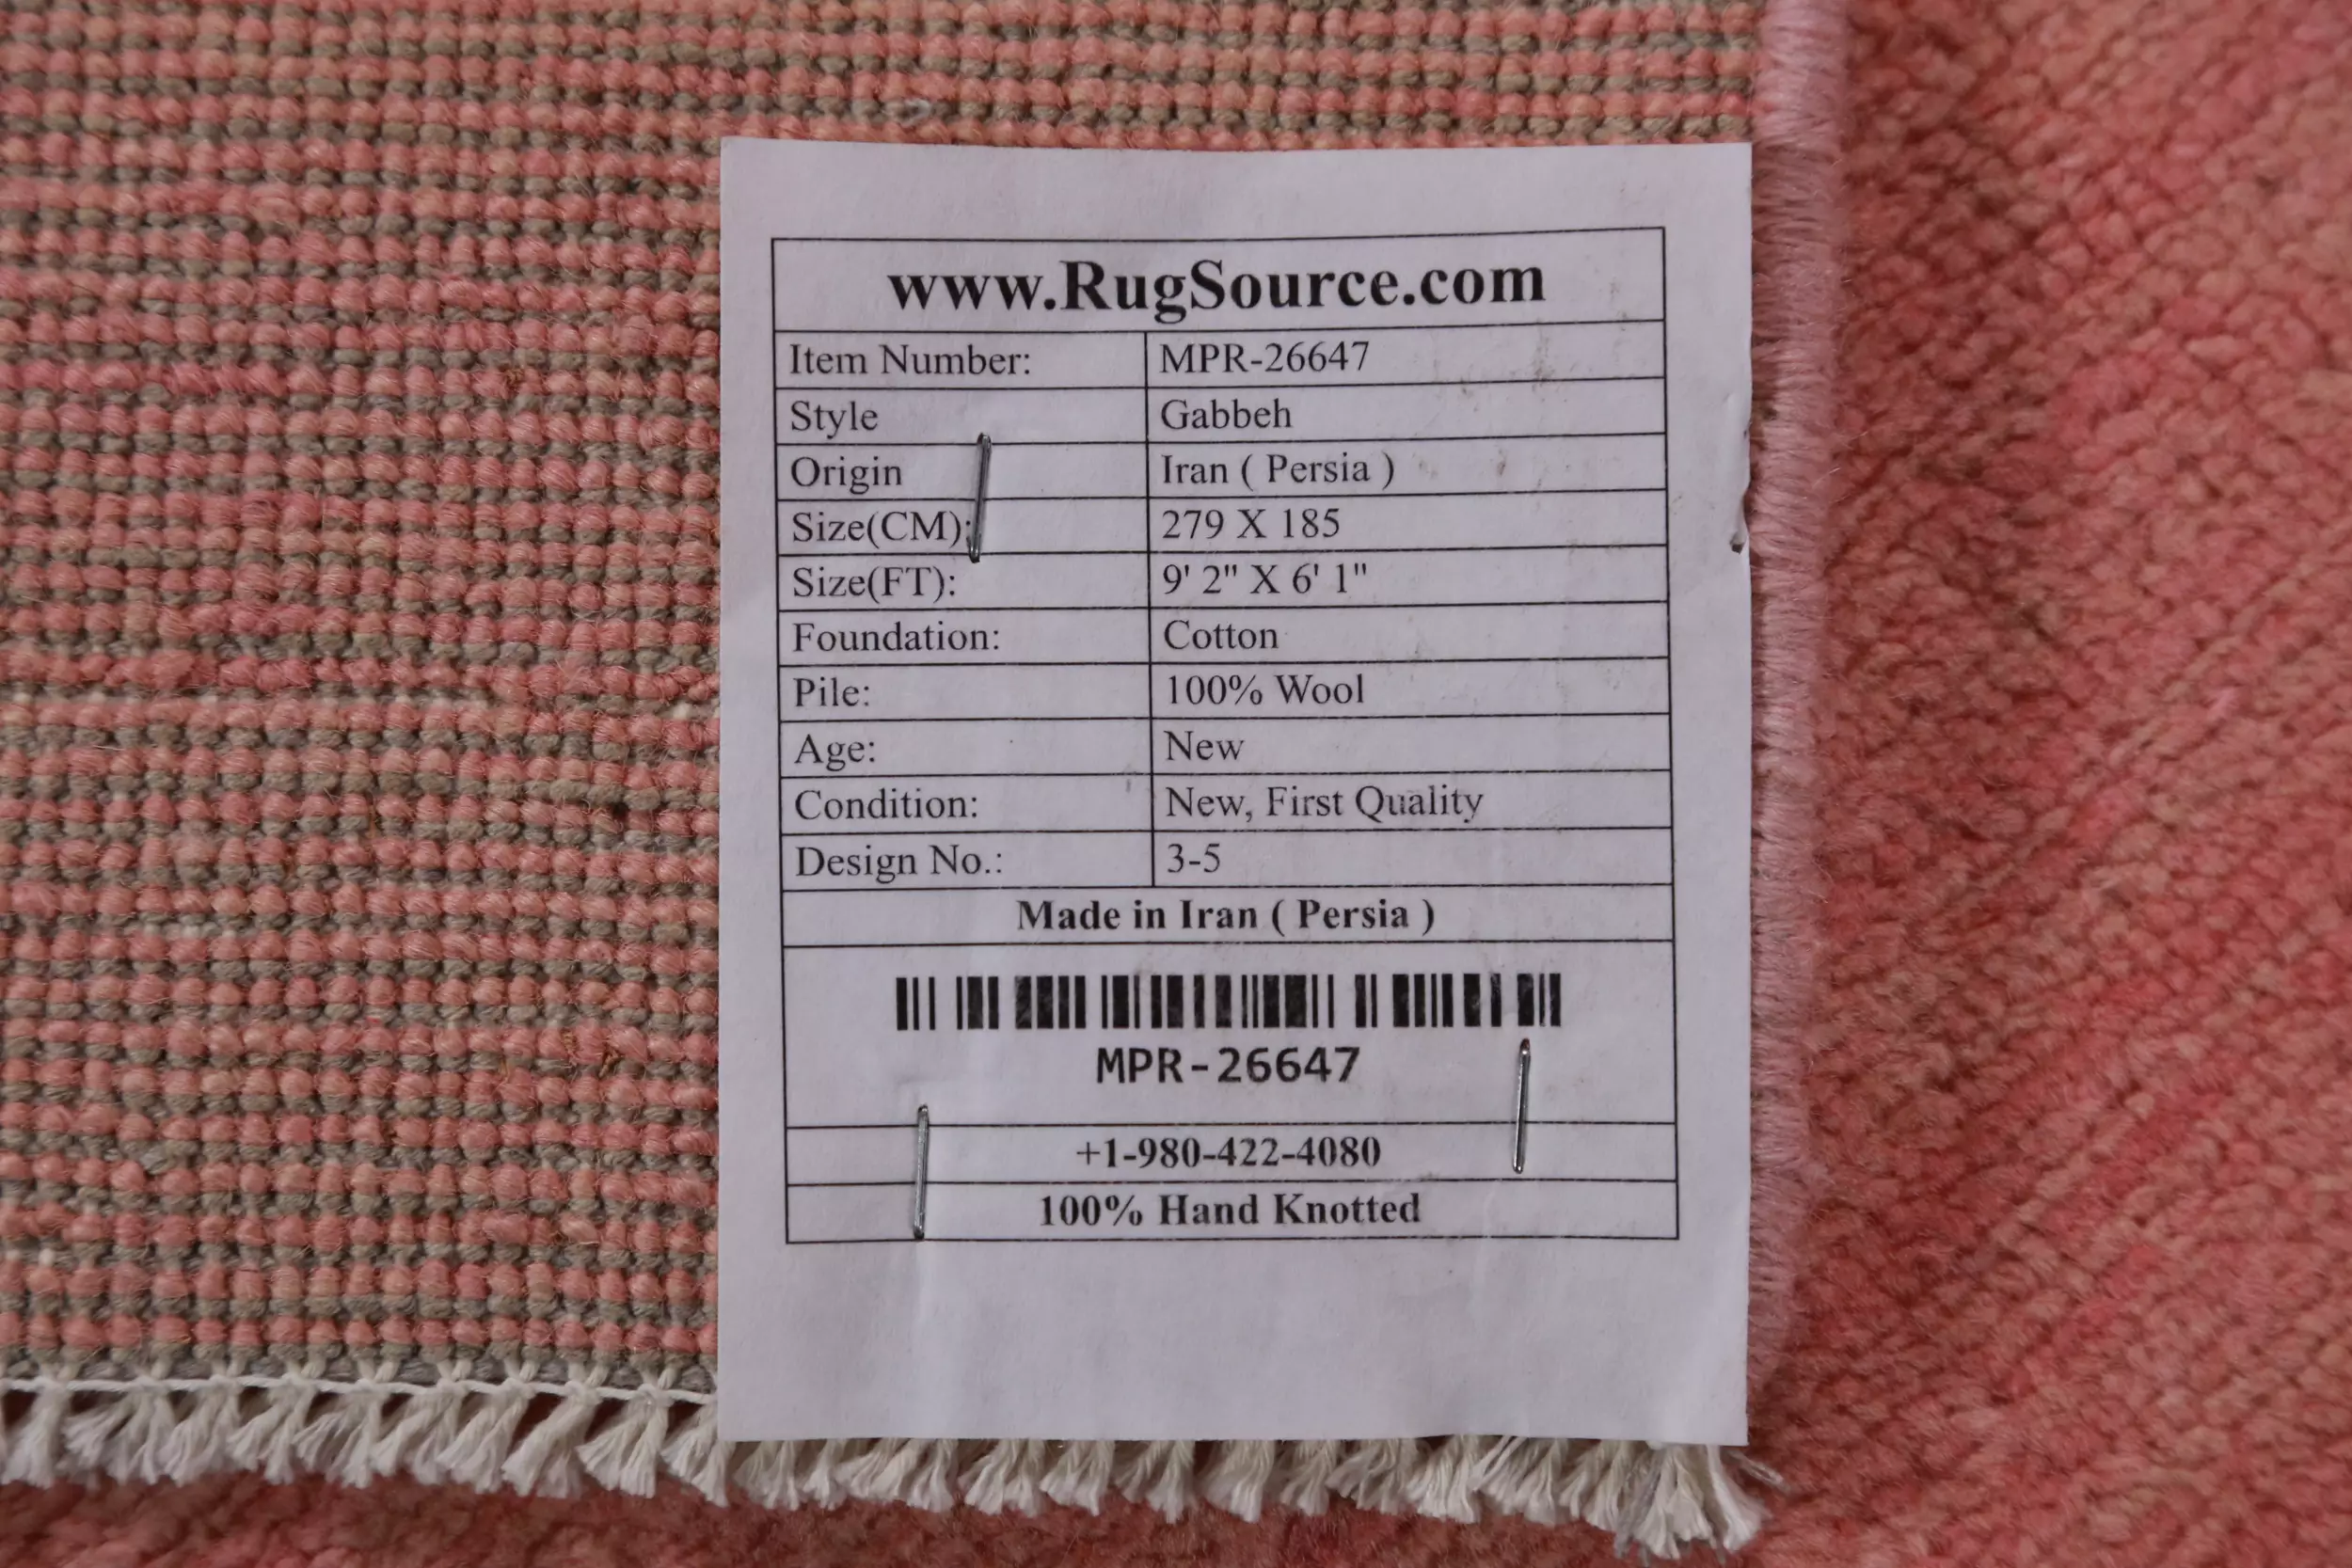 www.RugSource.com
Item Number: MPR-26647
Style Gabbeh
Origin Iran ( Persia )
Size(CM): 279 X 185
Size(FT): 9' 2" X 6' 1"
Foundation: Cotton
Pile: 100% Wool
Age: New
Condition: New, First Quality
Design No.: 3-5
Made in Iran ( Persia )
MPR-26647
+1-980-422-4080
100% Hand Knotted